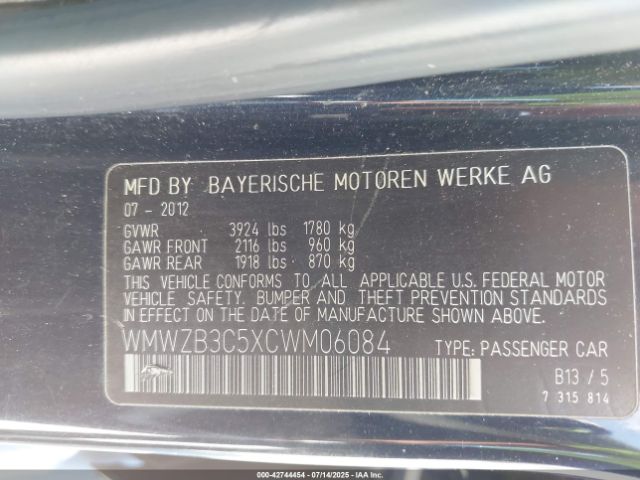 MFD BY BAYERISCHE MOTOREN WERKE AG
07 - 2012
GVWR 3924 lbs 1780 kg
GAWR FRONT 2116 lbs 960 kg
GAWR REAR 1918 lbs 870 kg
THIS VEHICLE CONFORMS TO ALL APPLICABLE U.S. FEDERAL MOTOR
VEHICLE SAFETY, BUMPER AND THEFT PREVENTION STANDARDS
IN EFFECT ON THE DATE OF MANUFACTURE SHOWN ABOVE.
WMWZB3C5XCWM06084 TYPE: PASSENGER CAR
B13 / 5
7 315 814
000-42744454 - 07/14/2025 - IAA Inc.